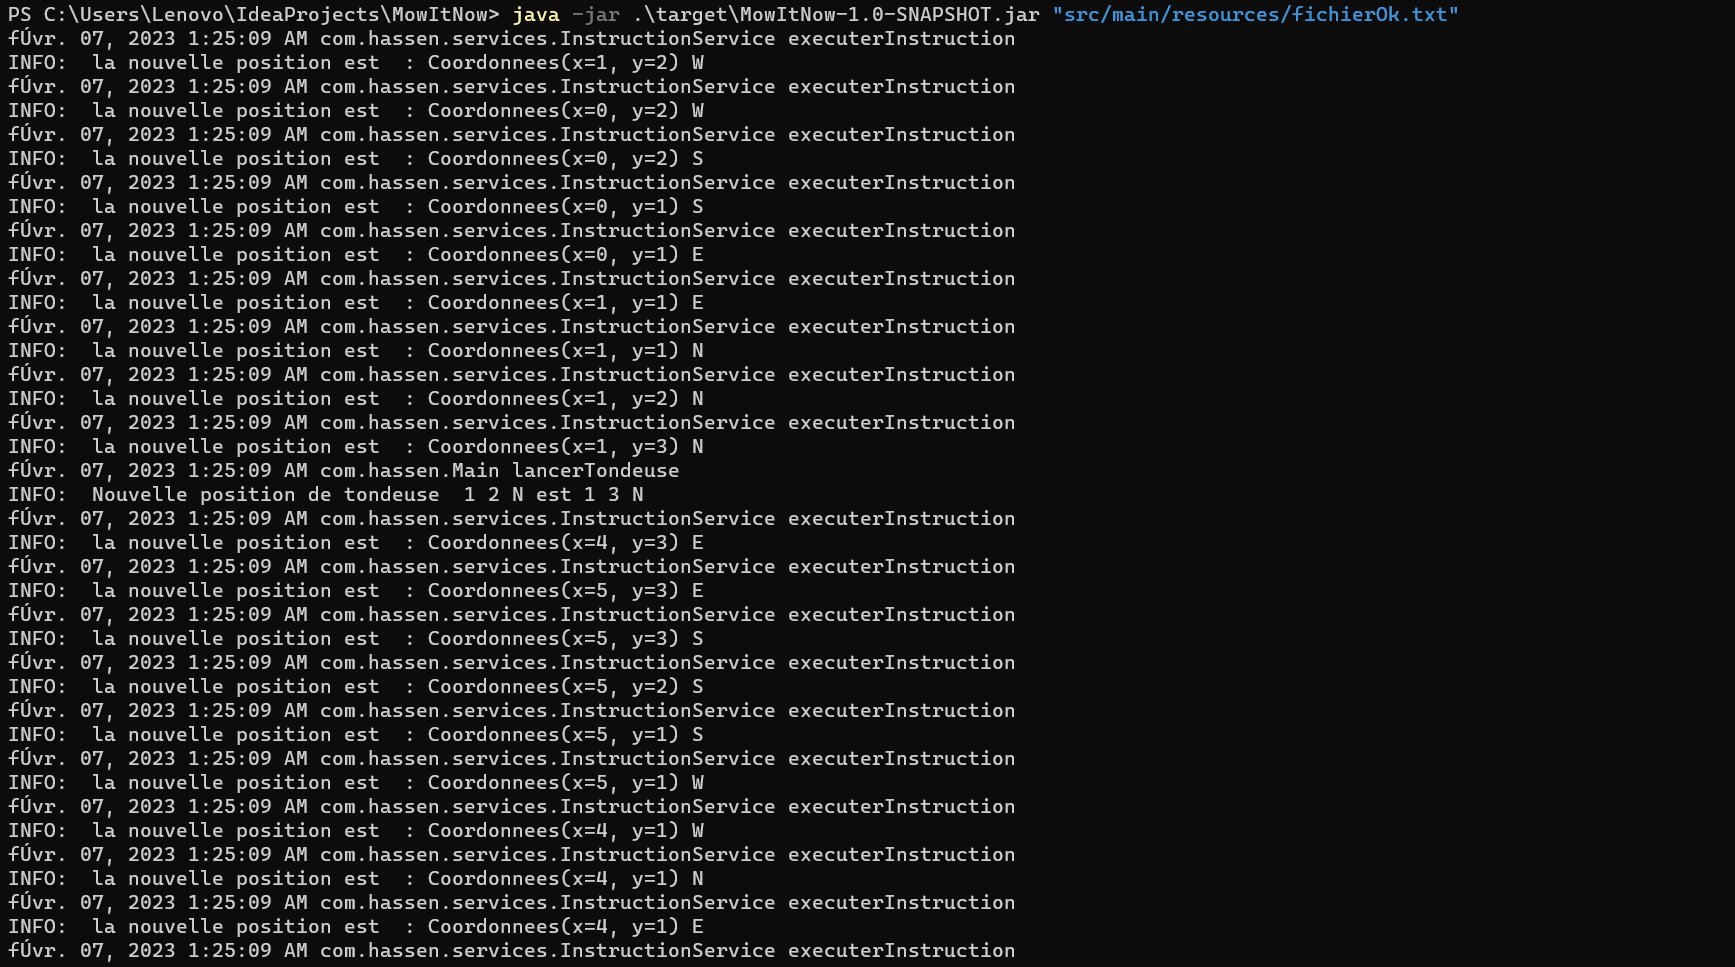 PS C:\Users\Lenovo\IdeaProjects\MowItNow> java -jar .\target\MowItNow-1.0-SNAPSHOT.jar "src/main/resources/fichierOk.txt"
fÚvr. 07, 2023 1:25:09 AM com.hassen.services.InstructionService executerInstruction
INFO:  la nouvelle position est  : Coordonnees(x=1, y=2) W
fÚvr. 07, 2023 1:25:09 AM com.hassen.services.InstructionService executerInstruction
INFO:  la nouvelle position est  : Coordonnees(x=0, y=2) W
fÚvr. 07, 2023 1:25:09 AM com.hassen.services.InstructionService executerInstruction
INFO:  la nouvelle position est  : Coordonnees(x=0, y=2) S
fÚvr. 07, 2023 1:25:09 AM com.hassen.services.InstructionService executerInstruction
INFO:  la nouvelle position est  : Coordonnees(x=0, y=1) S
fÚvr. 07, 2023 1:25:09 AM com.hassen.services.InstructionService executerInstruction
INFO:  la nouvelle position est  : Coordonnees(x=0, y=1) E
fÚvr. 07, 2023 1:25:09 AM com.hassen.services.InstructionService executerInstruction
INFO:  la nouvelle position est  : Coordonnees(x=1, y=1) E
fÚvr. 07, 2023 1:25:09 AM com.hassen.services.InstructionService executerInstruction
INFO:  la nouvelle position est  : Coordonnees(x=1, y=1) N
fÚvr. 07, 2023 1:25:09 AM com.hassen.services.InstructionService executerInstruction
INFO:  la nouvelle position est  : Coordonnees(x=1, y=2) N
fÚvr. 07, 2023 1:25:09 AM com.hassen.services.InstructionService executerInstruction
INFO:  la nouvelle position est  : Coordonnees(x=1, y=3) N
fÚvr. 07, 2023 1:25:09 AM com.hassen.Main lancerTondeuse
INFO:  Nouvelle position de tondeuse  1 2 N est 1 3 N
fÚvr. 07, 2023 1:25:09 AM com.hassen.services.InstructionService executerInstruction
INFO:  la nouvelle position est  : Coordonnees(x=4, y=3) E
fÚvr. 07, 2023 1:25:09 AM com.hassen.services.InstructionService executerInstruction
INFO:  la nouvelle position est  : Coordonnees(x=5, y=3) E
fÚvr. 07, 2023 1:25:09 AM com.hassen.services.InstructionService executerInstruction
INFO:  la nouvelle position est  : Coordonnees(x=5, y=3) S
fÚvr. 07, 2023 1:25:09 AM com.hassen.services.InstructionService executerInstruction
INFO:  la nouvelle position est  : Coordonnees(x=5, y=2) S
fÚvr. 07, 2023 1:25:09 AM com.hassen.services.InstructionService executerInstruction
INFO:  la nouvelle position est  : Coordonnees(x=5, y=1) S
fÚvr. 07, 2023 1:25:09 AM com.hassen.services.InstructionService executerInstruction
INFO:  la nouvelle position est  : Coordonnees(x=5, y=1) W
fÚvr. 07, 2023 1:25:09 AM com.hassen.services.InstructionService executerInstruction
INFO:  la nouvelle position est  : Coordonnees(x=4, y=1) W
fÚvr. 07, 2023 1:25:09 AM com.hassen.services.InstructionService executerInstruction
INFO:  la nouvelle position est  : Coordonnees(x=4, y=1) N
fÚvr. 07, 2023 1:25:09 AM com.hassen.services.InstructionService executerInstruction
INFO:  la nouvelle position est  : Coordonnees(x=4, y=1) E
fÚvr. 07, 2023 1:25:09 AM com.hassen.services.InstructionService executerInstruction